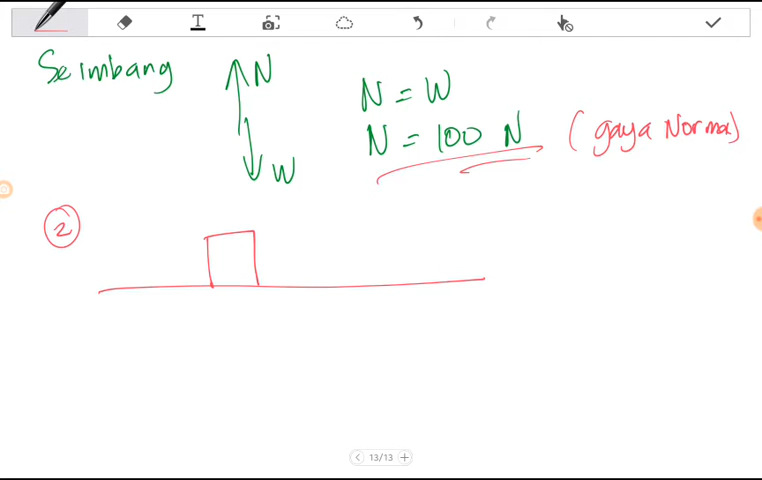 T
Seimbang
N
N = W
N = 100 N
(gaya Normal)
W
2
13/13